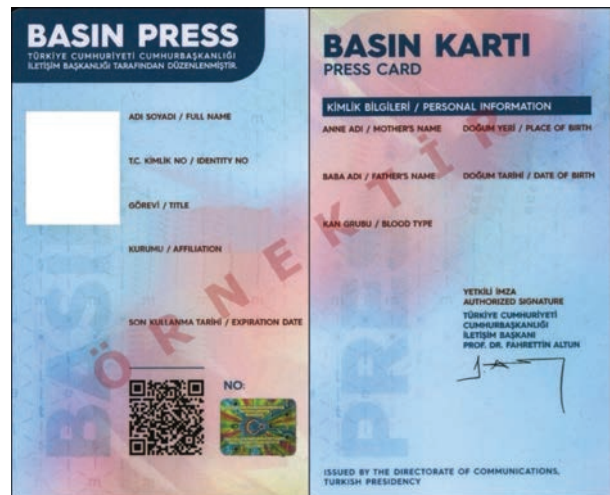 BASIN PRESS
TÜRKİYE CUMHURİYETİ CUMHURBAŞKANLIĞI
İLETİŞİM BAŞKANLIĞI TARAFINDAN DÜZENLENMİŞTİR.
ADI SOYADI / FULL NAME
T.C. KİMLİK NO / IDENTITY NO
GÖREVİ / TITLE
KURUMU / AFFILIATION
SON KULLANMA TARİHİ / EXPIRATION DATE
NO:
BASIN
BASIN KARTI
PRESS CARD
KİMLİK BİLGİLERİ / PERSONAL INFORMATION
ANNE ADI / MOTHER'S NAME DOĞUM YERİ / PLACE OF BIRTH
BABA ADI / FATHER'S NAME DOĞUM TARİHİ / DATE OF BIRTH
KAN GRUBU / BLOOD TYPE
YETKİLİ İMZA
AUTHORIZED SIGNATURE
TÜRKİYE CUMHURİYETİ
CUMHURBAŞKANLIĞI
İLETİŞİM BAŞKANI
PROF. DR. FAHRETTİN ALTUN
PRESS
ISSUED BY THE DIRECTORATE OF COMMUNICATIONS,
TURKISH PRESIDENCY
ÖRNEKTİR